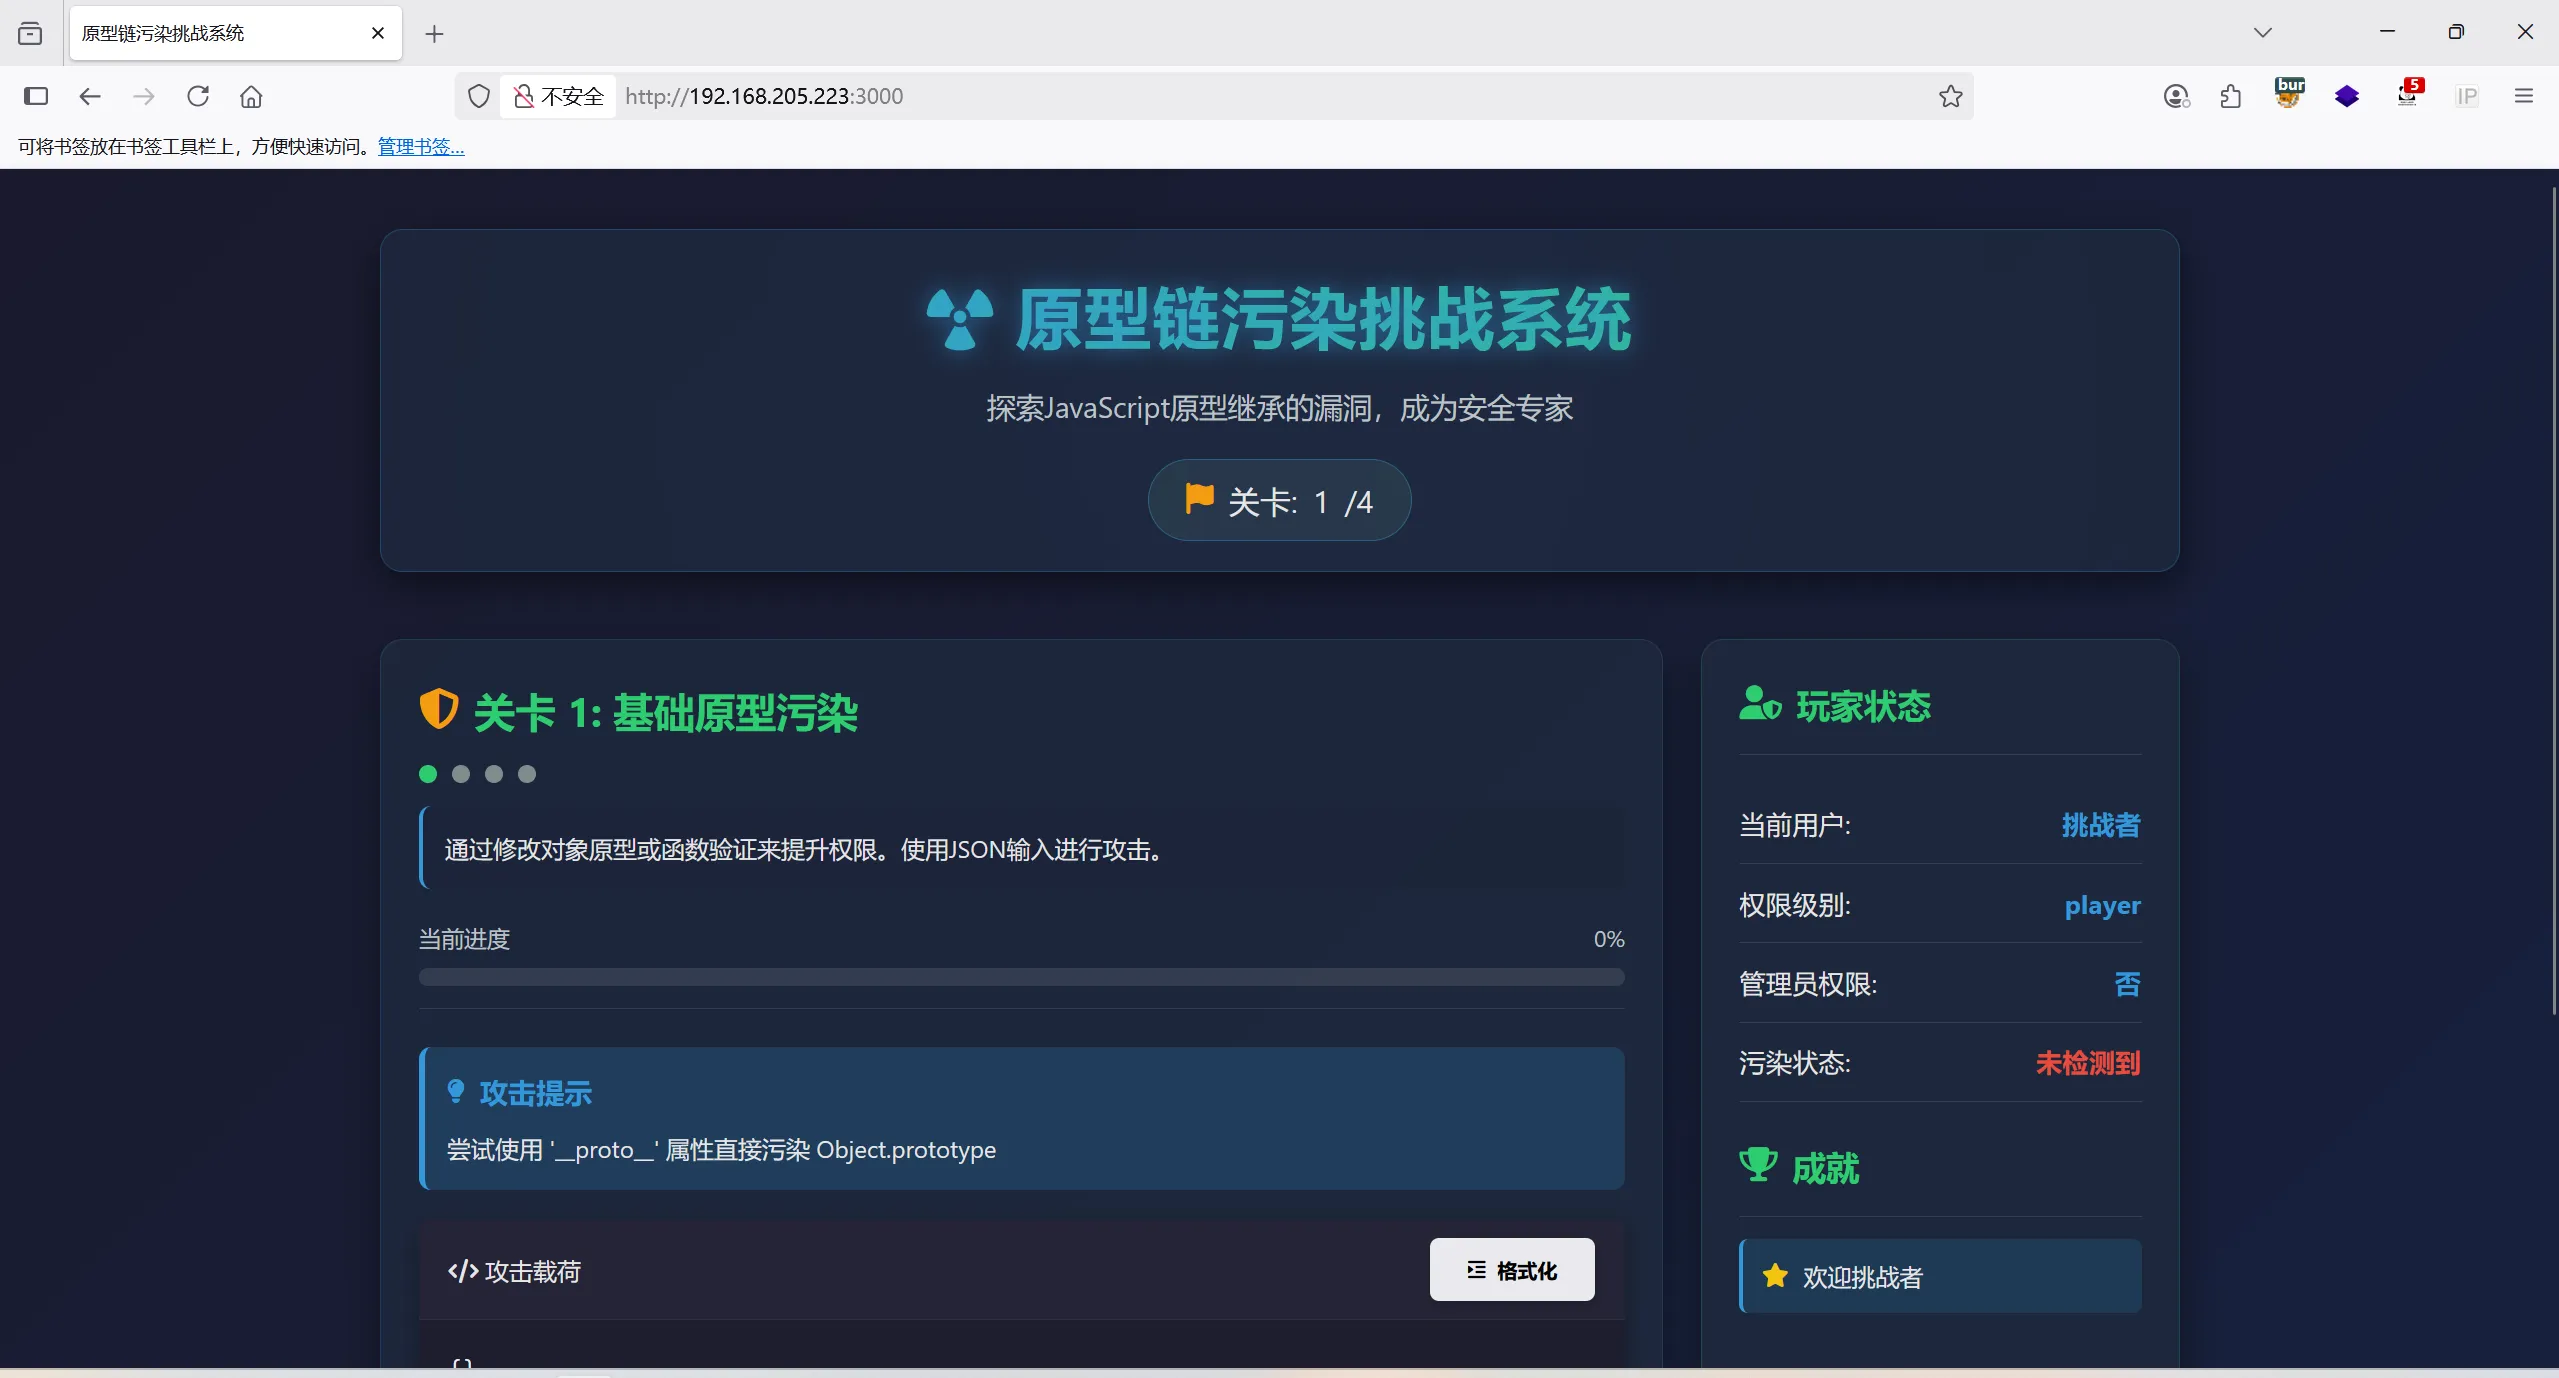 原型链污染挑战系统
不安全
http://192.168.205.223:3000
bur
5
IP
可将书签放在书签工具栏上，方便快速访问。管理书签...
原型链污染挑战系统
探索JavaScript原型继承的漏洞，成为安全专家
关卡: 1 /4
关卡 1: 基础原型污染
通过修改对象原型或函数验证来提升权限。使用JSON输入进行攻击。
当前进度 0%
攻击提示
尝试使用 '__proto__' 属性直接污染 Object.prototype
</> 攻击载荷
格式化
{}
玩家状态
当前用户: 挑战者
权限级别: player
管理员权限: 否
污染状态: 未检测到
成就
欢迎挑战者